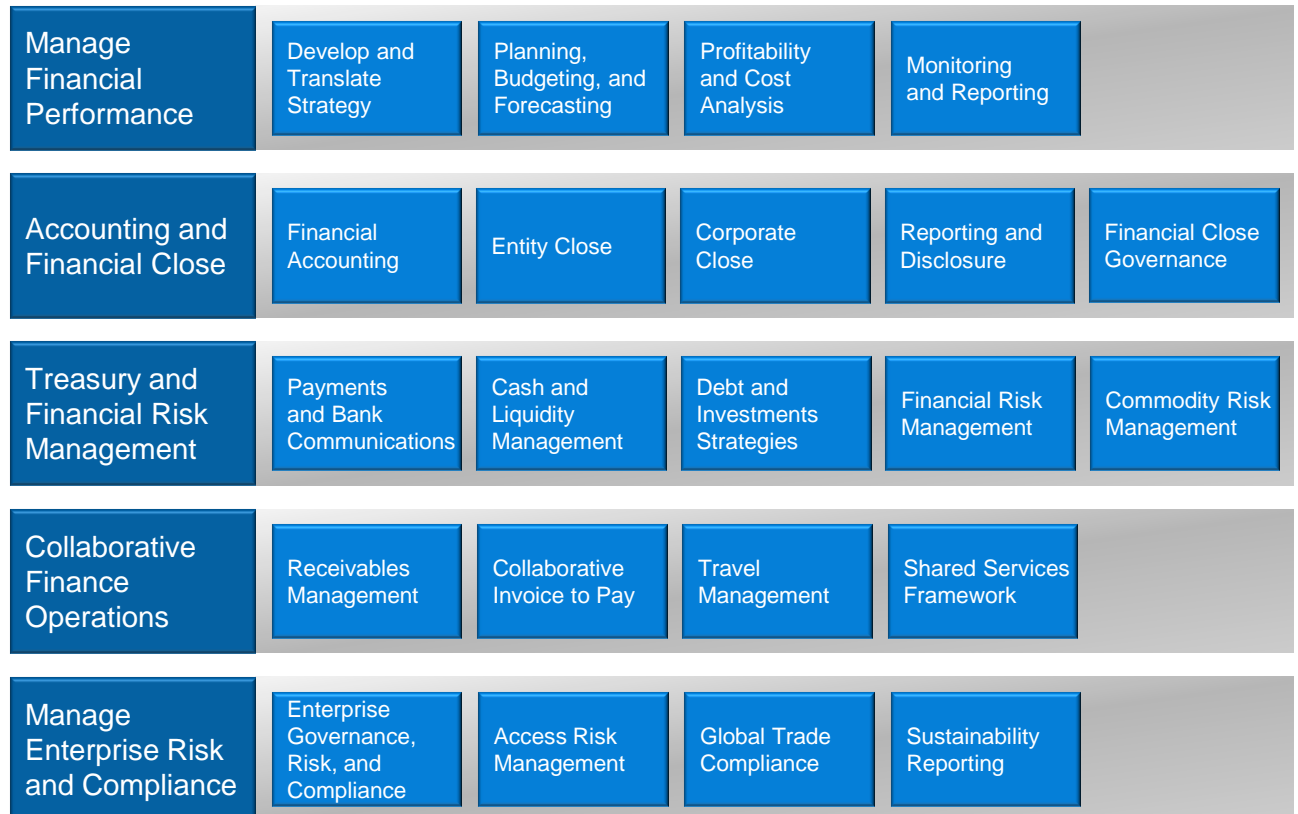 Manage
Financial
Performance
Develop and
Translate
Strategy
Planning,
Budgeting, and
Forecasting
Profitability
and Cost
Analysis
Monitoring
and Reporting
Accounting and
Financial Close
Financial
Accounting
Entity Close
Corporate
Close
Reporting and
Disclosure
Financial Close
Governance
Treasury and
Financial Risk
Management
Payments
and Bank
Communications
Cash and
Liquidity
Management
Debt and
Investments
Strategies
Financial Risk
Management
Commodity Risk
Management
Collaborative
Finance
Operations
Receivables
Management
Collaborative
Invoice to Pay
Travel
Management
Shared Services
Framework
Manage
Enterprise Risk
and Compliance
Enterprise
Governance,
Risk, and
Compliance
Access Risk
Management
Global Trade
Compliance
Sustainability
Reporting